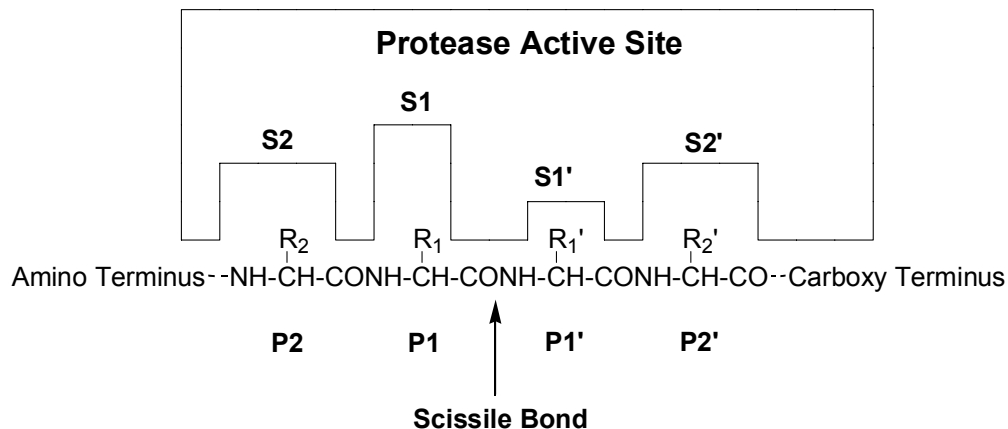 Protease Active Site
S1
S2 S2'
S1'
R2 R1 R1' R2'
Amino Terminus--NH-CH-CONH-CH-CONH-CH-CONH-CH-CO--Carboxy Terminus
P2 P1 P1' P2'
Scissile Bond